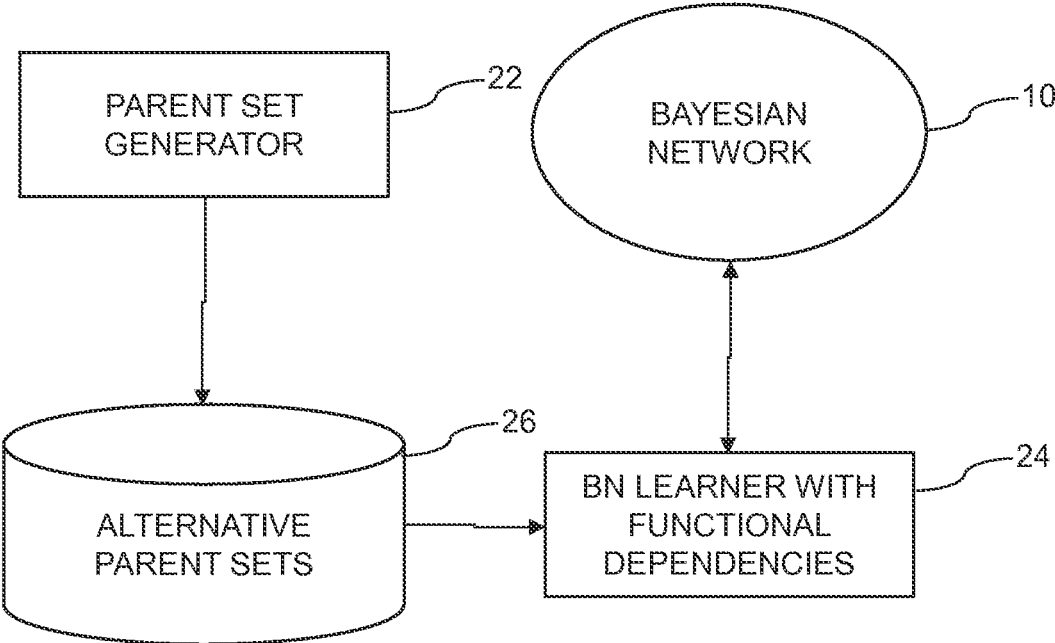 PARENT SET
GENERATOR
22
BAYESIAN
NETWORK
10
26
ALTERNATIVE
PARENT SETS
24
BN LEARNER WITH
FUNCTIONAL
DEPENDENCIES